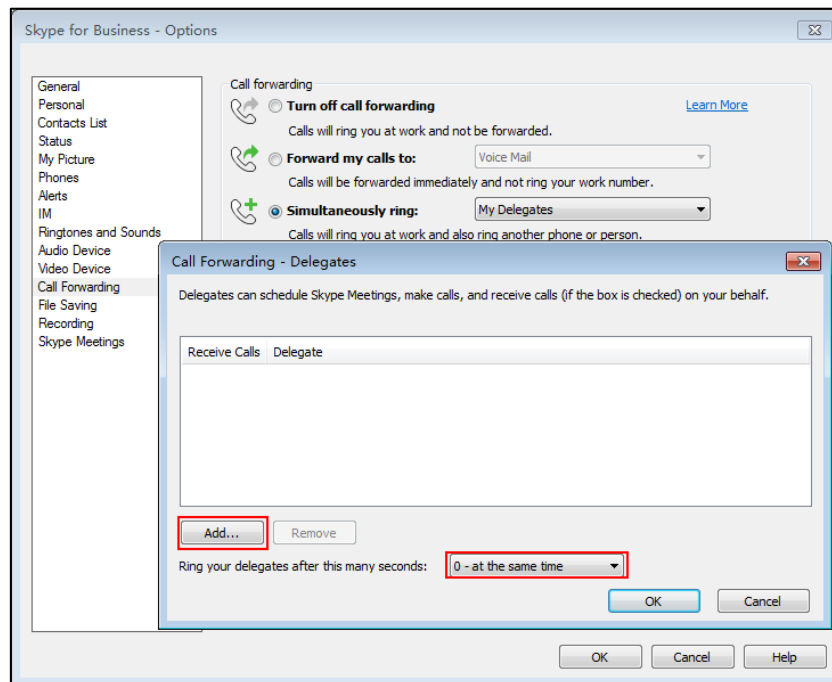 Skype for Business - Options
General
Personal
Contacts List
Status
My Picture
Phones
Alerts
IM
Ringtones and Sounds
Audio Device
Video Device
Call Forwarding
File Saving
Recording
Skype Meetings
Call forwarding
Turn off call forwarding
Learn More
Calls will ring you at work and not be forwarded.
Forward my calls to:
Voice Mail
Calls will be forwarded immediately and not ring your work number.
Simultaneously ring:
My Delegates
Calls will ring you at work and also ring another phone or person.
Call Forwarding - Delegates
Delegates can schedule Skype Meetings, make calls, and receive calls (if the box is checked) on your behalf.
Receive Calls Delegate
Add... Remove
Ring your delegates after this many seconds: 0 - at the same time
OK Cancel
OK Cancel Help